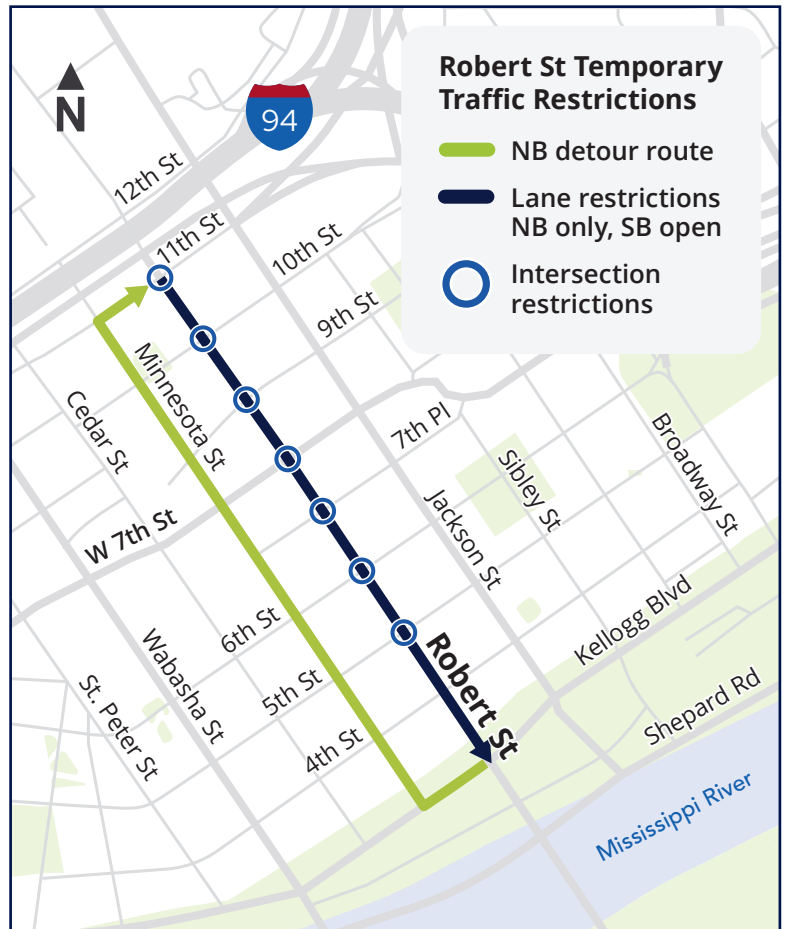 Robert St Temporary
Traffic Restrictions
NB detour route
Lane restrictions
NB only, SB open
Intersection
restrictions
N
94
12th St
11th St
10th St
9th St
Minnesota St
Cedar St
7th Pl
Sibley St
Broadway St
Jackson St
W 7th St
Kellogg Blvd
6th St
Wabasha St
Robert St
5th St
St. Peter St
4th St
Shepard Rd
Mississippi River